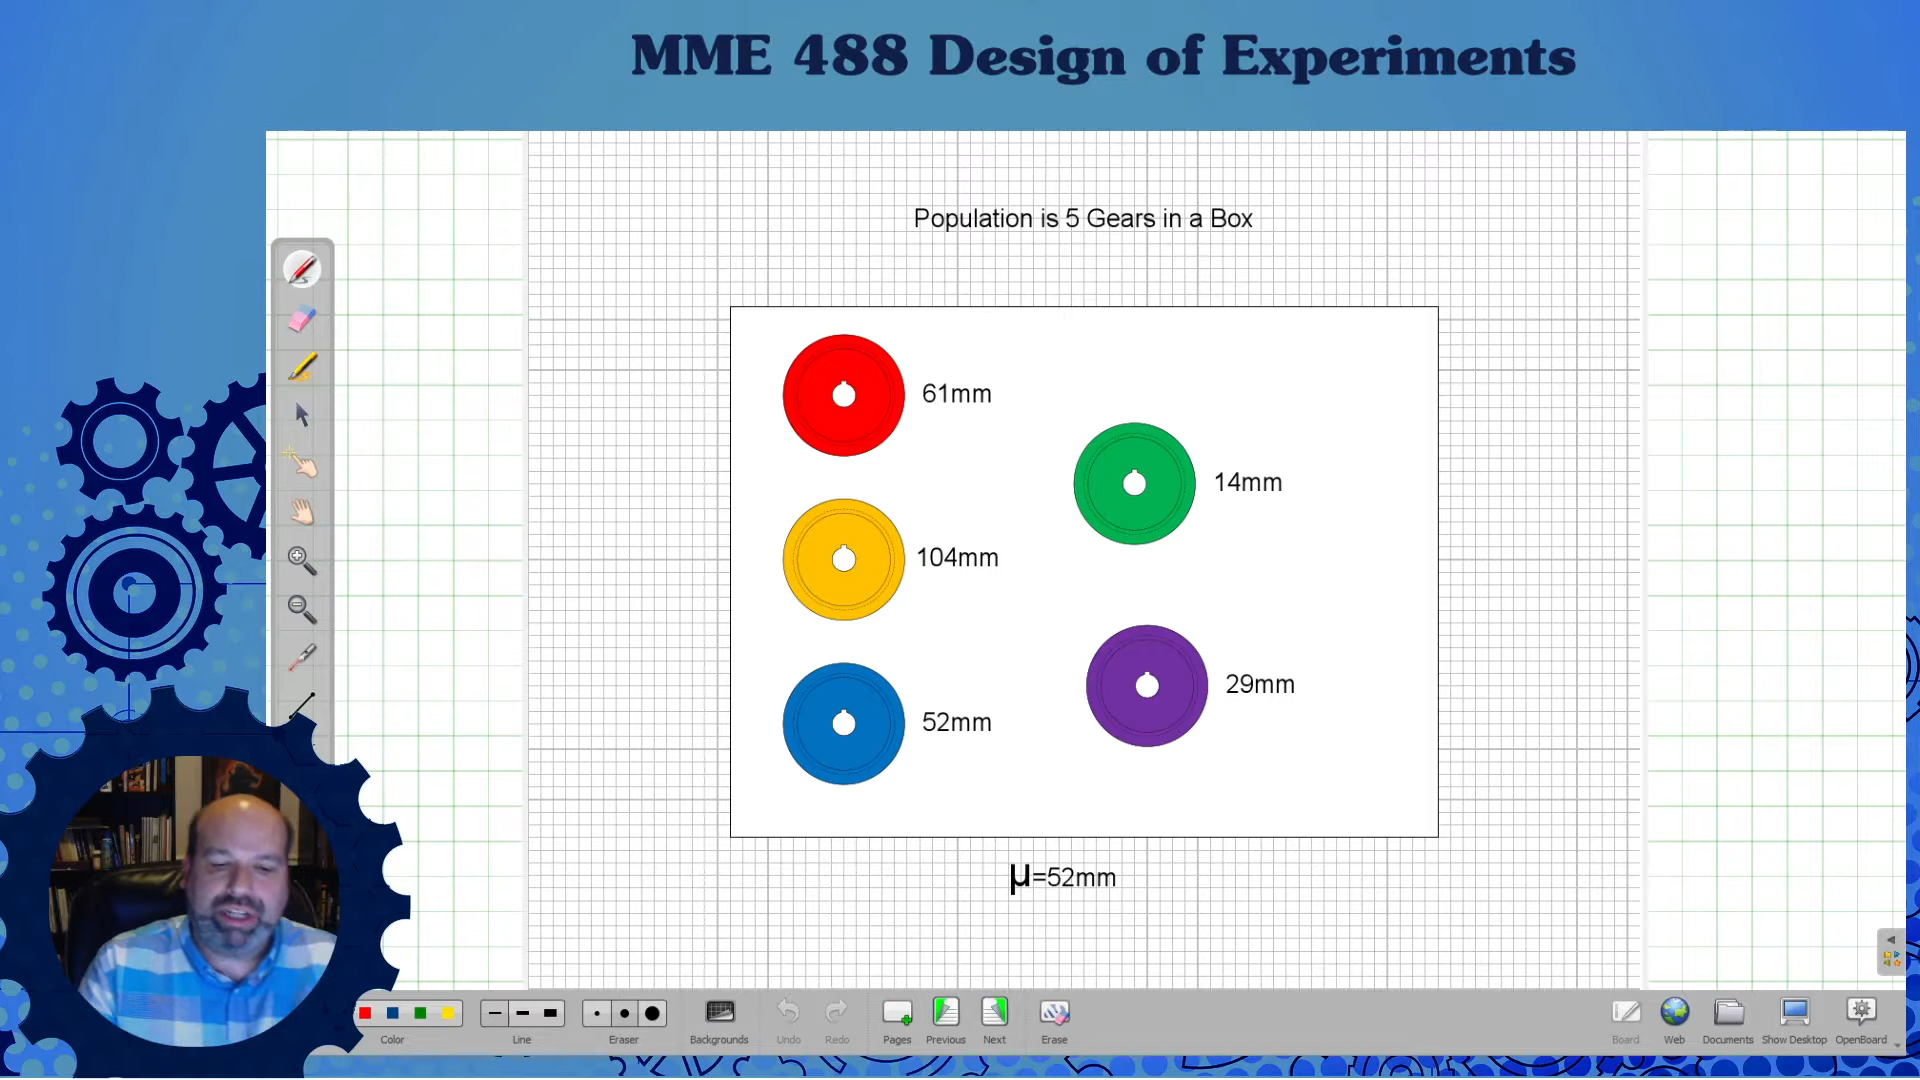 MME 488 Design of Experiments
Population is 5 Gears in a Box
61mm
14mm
104mm
29mm
52mm
µ=52mm
Color
Line
Eraser
Backgrounds
Undo
Redo
Pages
Previous
Next
Erase
Board
Web
Documents
Show Desktop
OpenBoard